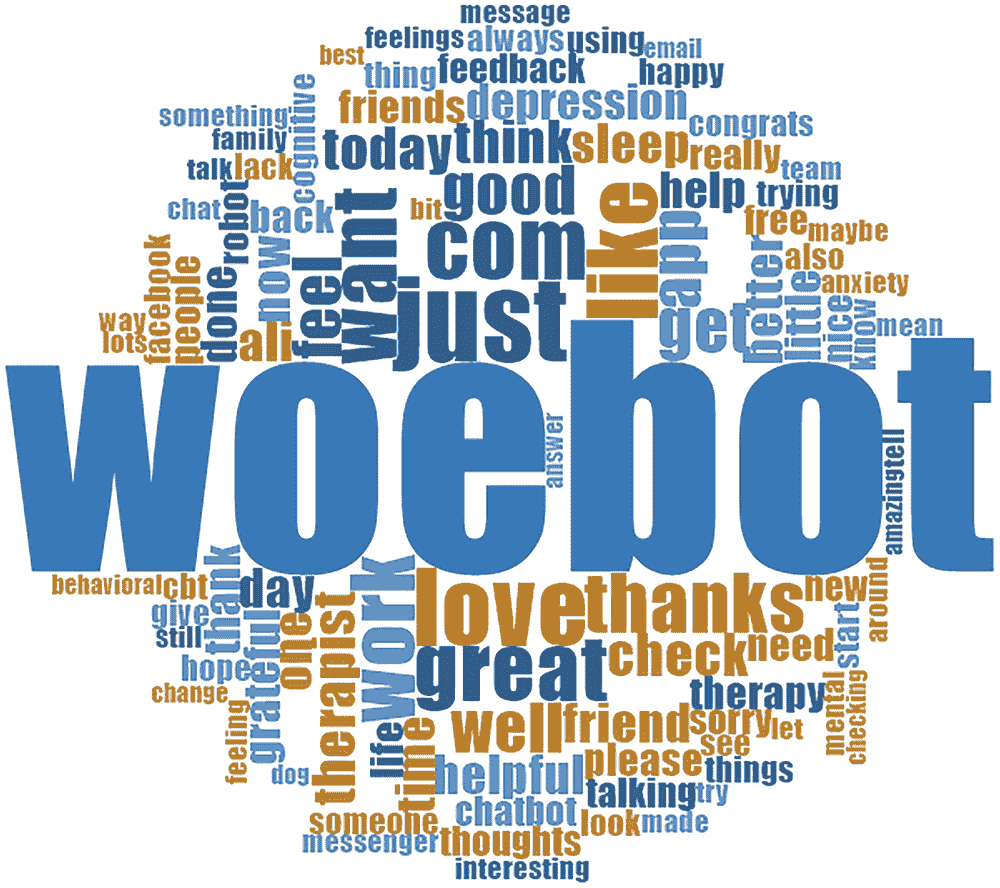 message
feelings always using email
best thing feedback happy
friends depression
something cognitive congrats
family today think sleep really
talk lack team
good help trying
chat robot back want bit like
free maybe
com app
now also
facebook people done feel better anxiety
way just little
lots ali get nice know mean
woebot
answer
amazingtell
behavioral cbt thank day work love thanks new around
give start
still grateful one therapist
hope great check need
change therapy
feeling life time well friend sorry let mental checking
see
dog helpful please things
talking try
someone chatbot look made
messenger thoughts
interesting